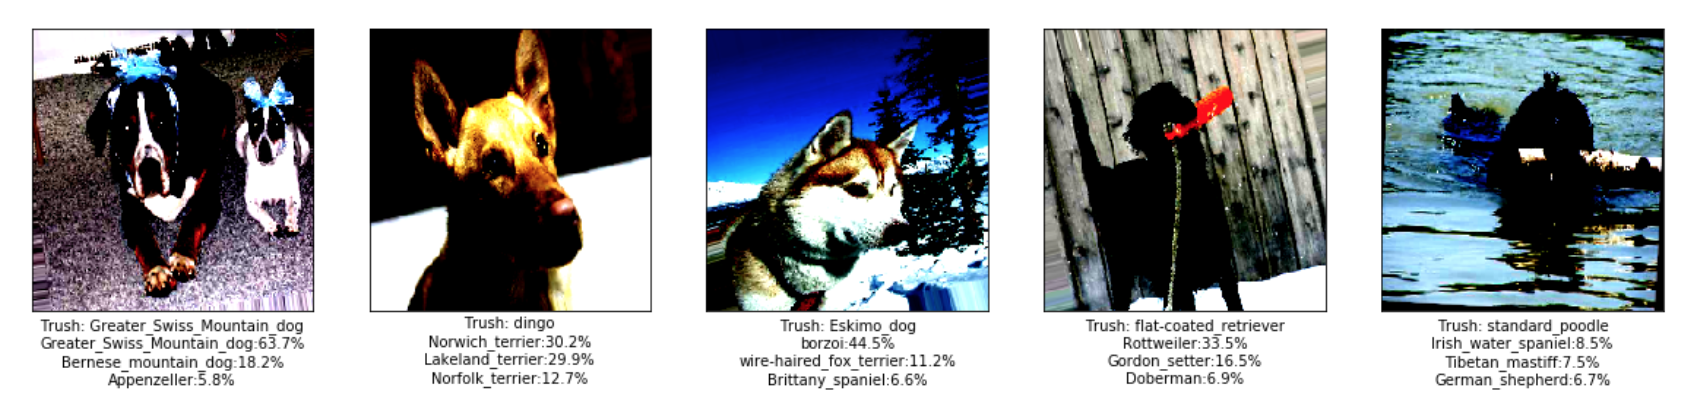 Trush: Greater_Swiss_Mountain_dog
Greater_Swiss_Mountain_dog:63.7%
Bernese_mountain_dog:18.2%
Appenzeller:5.8%
Trush: dingo
Norwich_terrier:30.2%
Lakeland_terrier:29.9%
Norfolk_terrier:12.7%
Trush: Eskimo_dog
borzoi:44.5%
wire-haired_fox_terrier:11.2%
Brittany_spaniel:6.6%
Trush: flat-coated_retriever
Rottweiler:33.5%
Gordon_setter:16.5%
Doberman:6.9%
Trush: standard_poodle
Irish_water_spaniel:8.5%
Tibetan_mastiff:7.5%
German_shepherd:6.7%